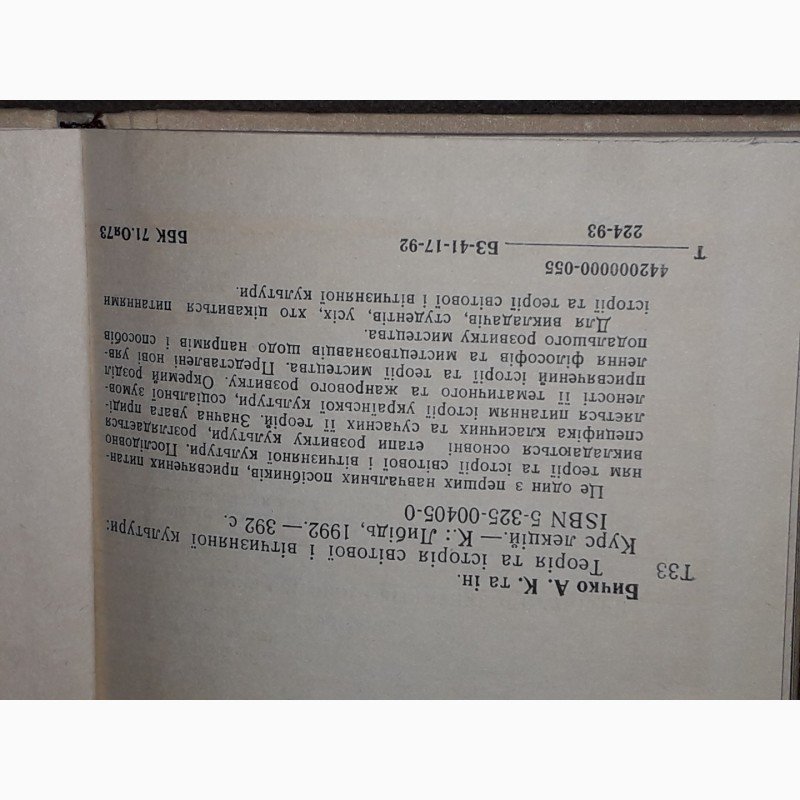 Бичко А. К. та ін.
Т33 Теорія та історія світової і вітчизняної культури:
Курс лекцій.— К.: Либідь, 1992.— 392 с.
ISBN 5-325-00405-0
Це один з перших навчальних посібників, присвячених питан-
ням теорії та історії світової і вітчизняної культури. Послідовно
викладаються основні етапи розвитку культури, розглядається
специфіка класичних та сучасних її теорій. Значна увага приді-
ляється питанням історії української культури, соціальної зумов-
леності її тематичного та жанрового розвитку. Окремий розділ
присвячений історії та теорії мистецтва. Представлені нові уяв-
лення філософів та мистецтвознавців щодо напрямів і способів
подальшого розвитку мистецтва.
Для викладачів, студентів, усіх, хто цікавиться питаннями
історії та теорії світової і вітчизняної культури.
4420000000-055
Т БЗ-41-17-92 ББК 71.0я73
224-93